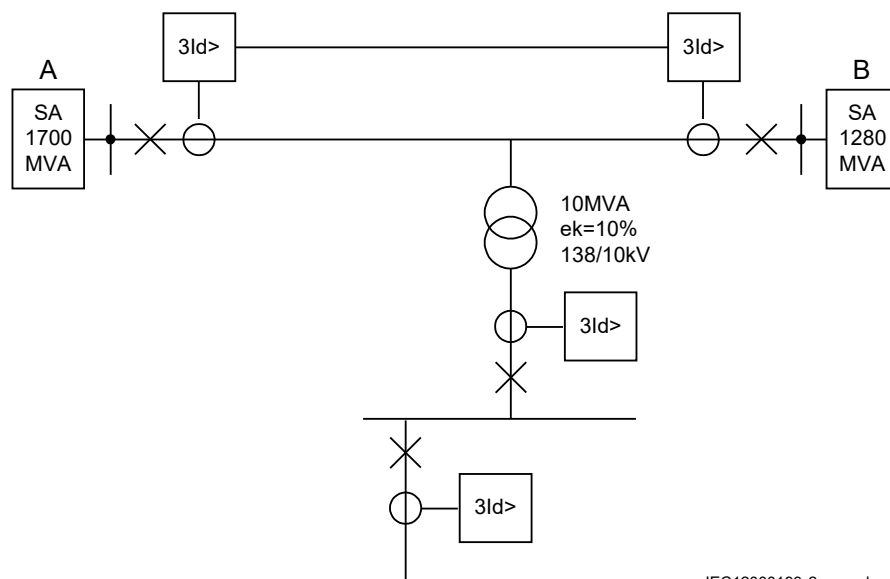 3Id>
3Id>
A
B
SA
1700
MVA
SA
1280
MVA
10MVA
ek=10%
138/10kV
3Id>
3Id>